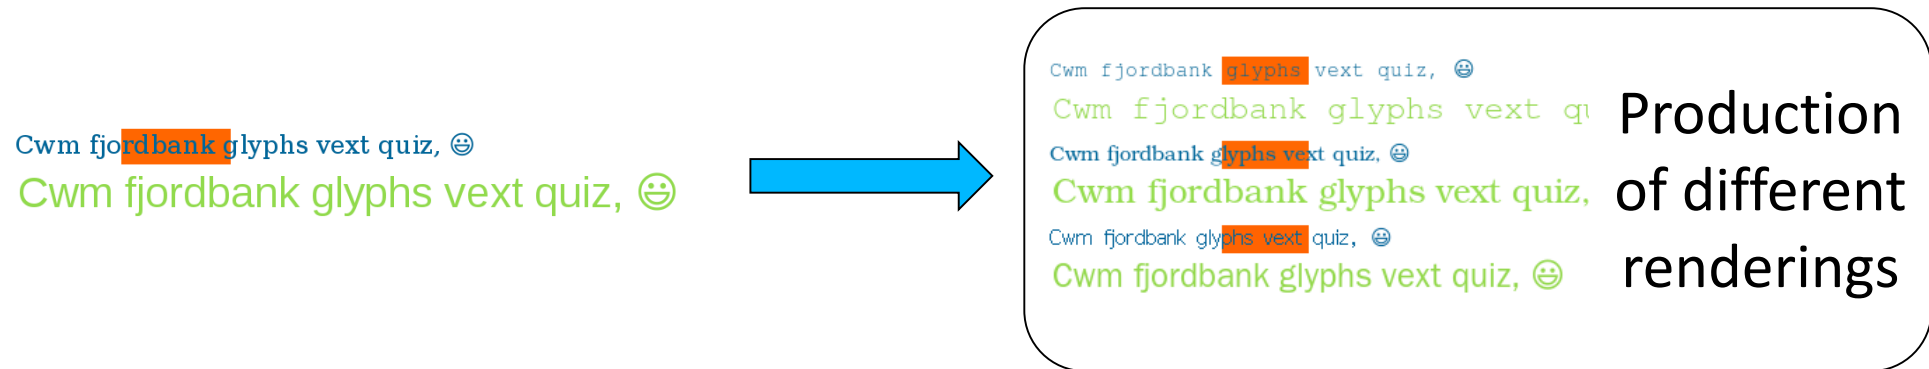 Cwm fjordbank glyphs vext quiz, 😃
Cwm fjordbank glyphs vext quiz, 😃
Cwm fjordbank glyphs vext quiz, 😃
Cwm fjordbank glyphs vext qu
Cwm fjordbank glyphs vext quiz, 😃
Cwm fjordbank glyphs vext quiz,
Cwm fjordbank glyphs vext quiz, 😃
Cwm fjordbank glyphs vext quiz, 😃
Production
of different
renderings